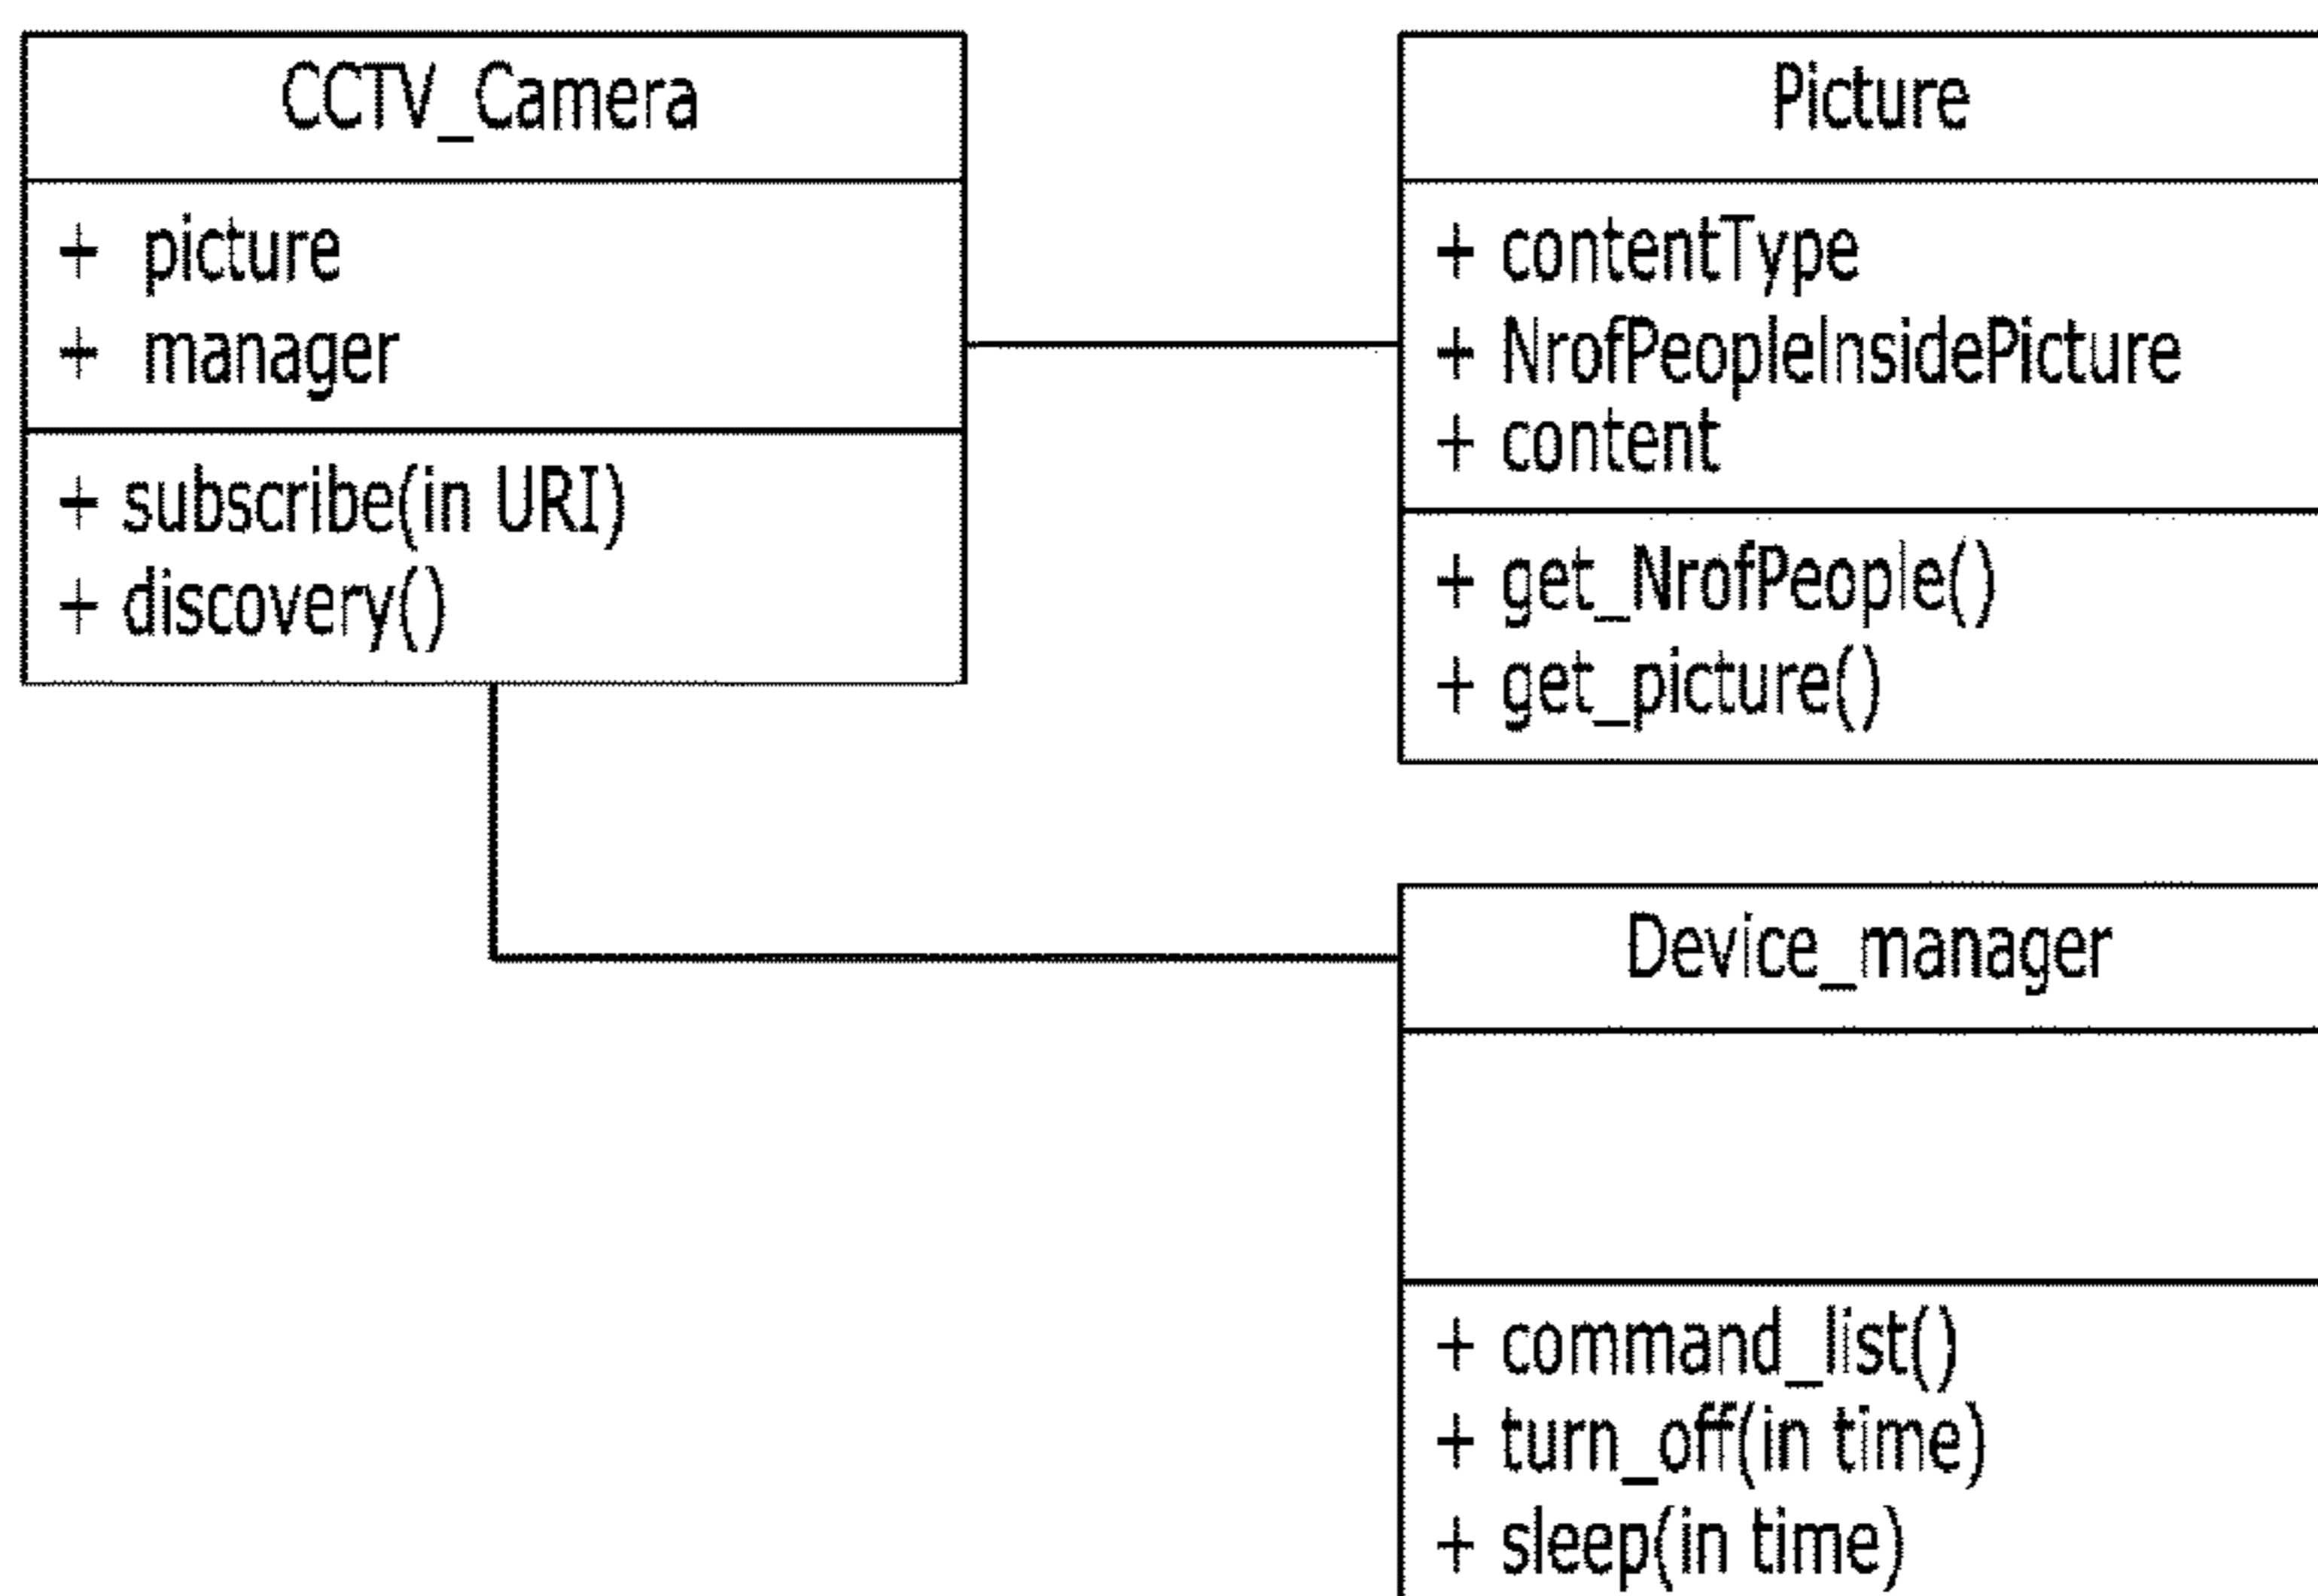 CCTV_Camera
+ picture
+ manager
+ subscribe(in URI)
+ discovery()
Picture
+ contentType
+ NrofPeopleInsidePicture
+ content
+ get_NrofPeople()
+ get_picture()
Device_manager
+ command_list()
+ turn_off(in time)
+ sleep(in time)